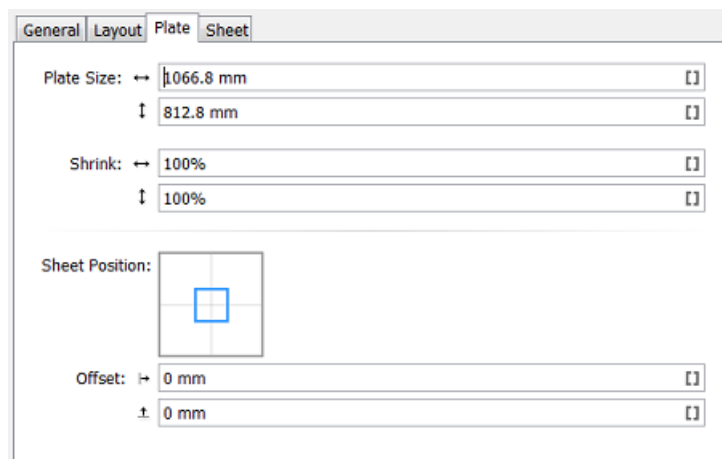 General Layout Plate Sheet
Plate Size: ↔ 1066.8 mm []
↕ 812.8 mm []
Shrink: ↔ 100% []
↕ 100% []
Sheet Position:
Offset: 0 mm []
0 mm []